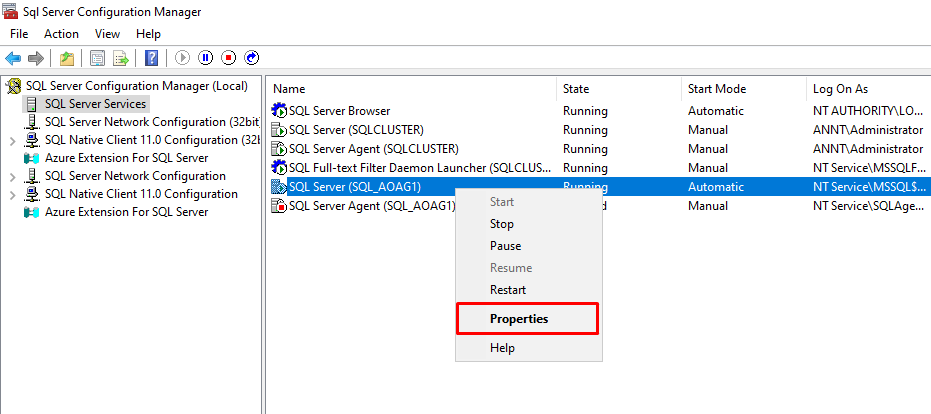 Sql Server Configuration Manager
File Action View Help
SQL Server Configuration Manager (Local)
SQL Server Services
SQL Server Network Configuration (32bit
SQL Native Client 11.0 Configuration (32b
Azure Extension For SQL Server
SQL Server Network Configuration
SQL Native Client 11.0 Configuration
Azure Extension For SQL Server
Name State Start Mode Log On As
SQL Server Browser Running Automatic NT AUTHORITY\LO...
SQL Server (SQLCLUSTER) Running Manual ANNT\Administrator
SQL Server Agent (SQLCLUSTER) Running Manual ANNT\Administrator
SQL Full-text Filter Daemon Launcher (SQLCLUS... Running Manual NT Service\MSSQLF...
SQL Server (SQL_AOAG1) Running Automatic NT Service\MSSQL$...
SQL Server Agent (SQL_AOAG1) Manual NT Service\SQLAge...
Start
Stop
Pause
Resume
Restart
Properties
Help